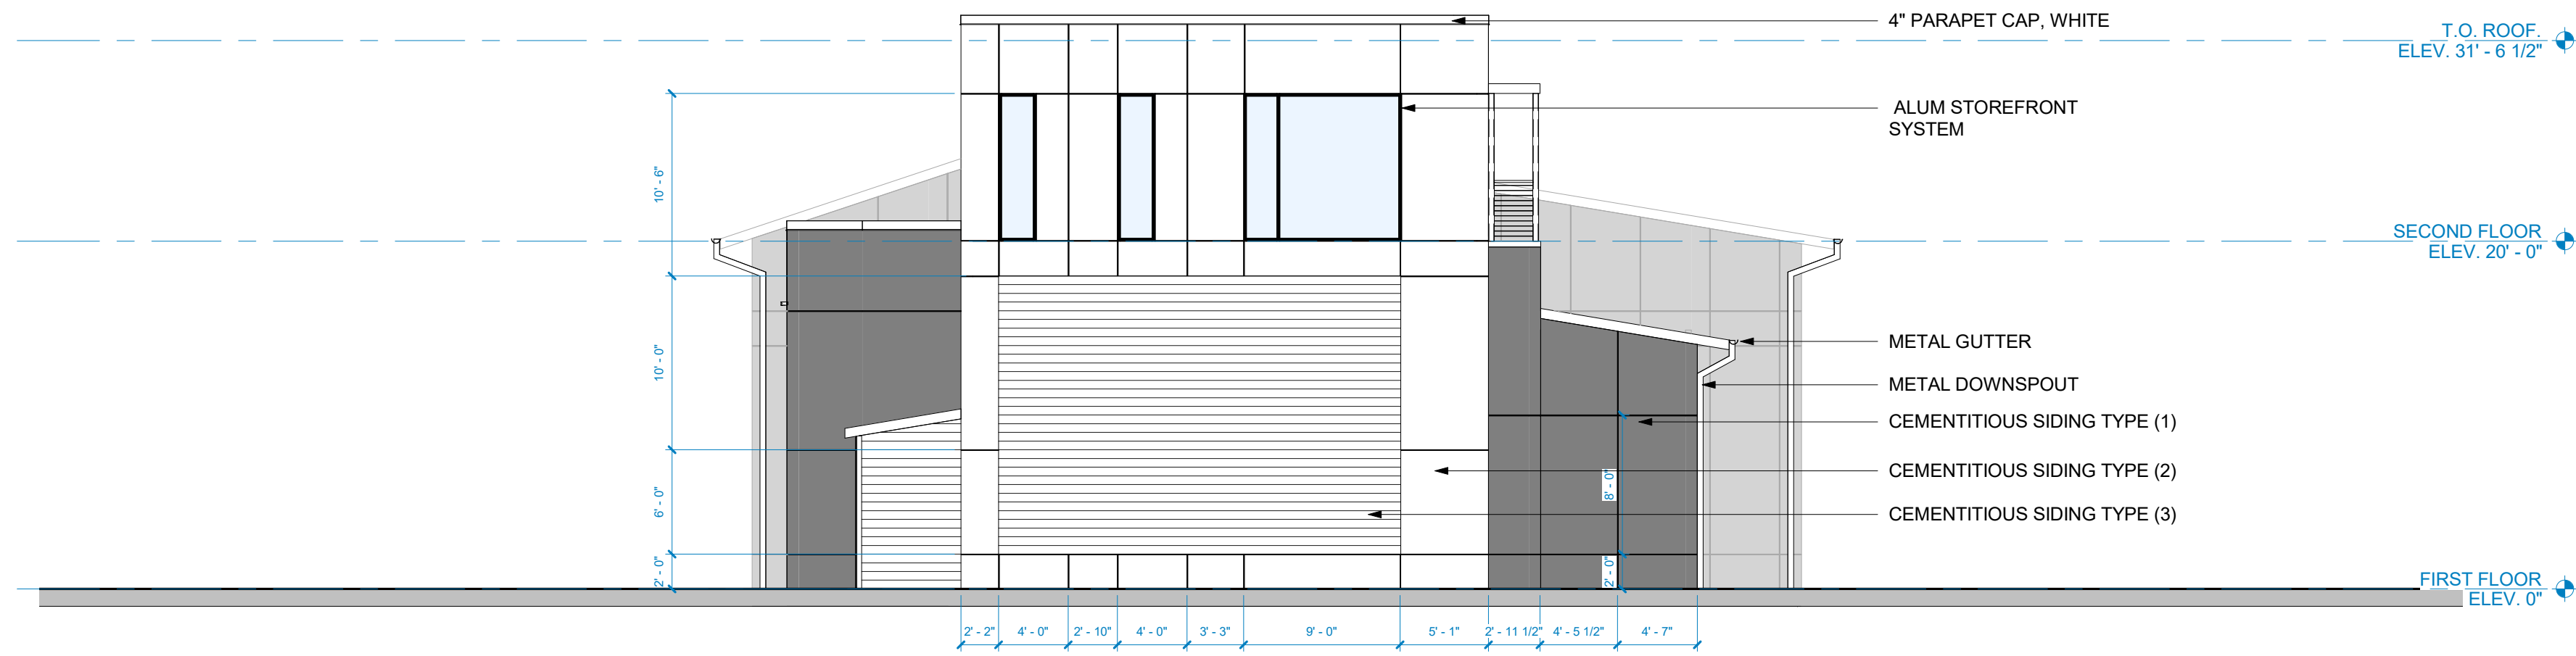 4" PARAPET CAP, WHITE
T.O. ROOF.
ELEV. 31' - 6 1/2"
ALUM STOREFRONT
SYSTEM
10' - 6"
SECOND FLOOR
ELEV. 20' - 0"
METAL GUTTER
10' - 0"
METAL DOWNSPOUT
CEMENTITIOUS SIDING TYPE (1)
CEMENTITIOUS SIDING TYPE (2)
8' - 0"
6' - 0"
CEMENTITIOUS SIDING TYPE (3)
2' - 0"
2' - 0"
FIRST FLOOR
ELEV. 0"
2' - 2" 4' - 0" 2' - 10" 4' - 0" 3' - 3" 9' - 0" 5' - 1" 2' - 11 1/2" 4' - 5 1/2" 4' - 7"